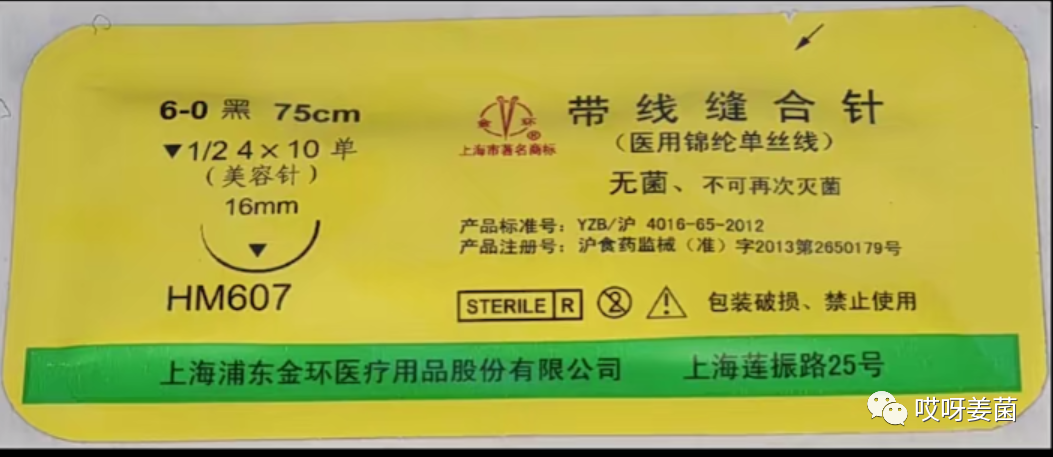 6-0 黑 75cm
▼1/2 4×10 单
(美容针)
16mm
HM607
金环
®
上海市著名商标
带线缝合针
(医用锦纶单丝线)
无菌、不可再次灭菌
产品标准号：YZB/沪 4016-65-2012
产品注册号：沪食药监械（准）字2013第2650179号
STERILE R
2
包装破损、禁止使用
上海浦东金环医疗用品股份有限公司 上海莲振路25号
哎呀姜菌